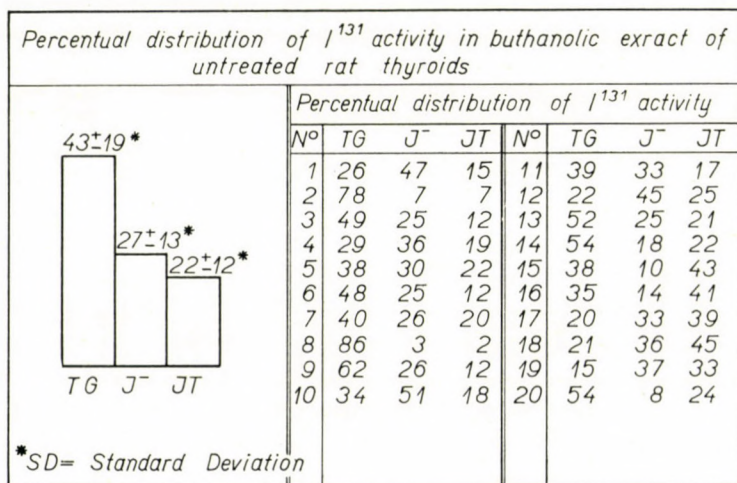 Percentual distribution of I¹³¹ activity in buthanolic exract of
untreated rat thyroids
43±19*
27±13*
22±12*
TG J⁻ JT
*SD= Standard Deviation
Percentual distribution of I¹³¹ activity
Nº TG J⁻ JT Nº TG J⁻ JT
1 26 47 15 11 39 33 17
2 78 7 7 12 22 45 25
3 49 25 12 13 52 25 21
4 29 36 19 14 54 18 22
5 38 30 22 15 38 10 43
6 48 25 12 16 35 14 41
7 40 26 20 17 20 33 39
8 86 3 2 18 21 36 45
9 62 26 12 19 15 37 33
10 34 51 18 20 54 8 24